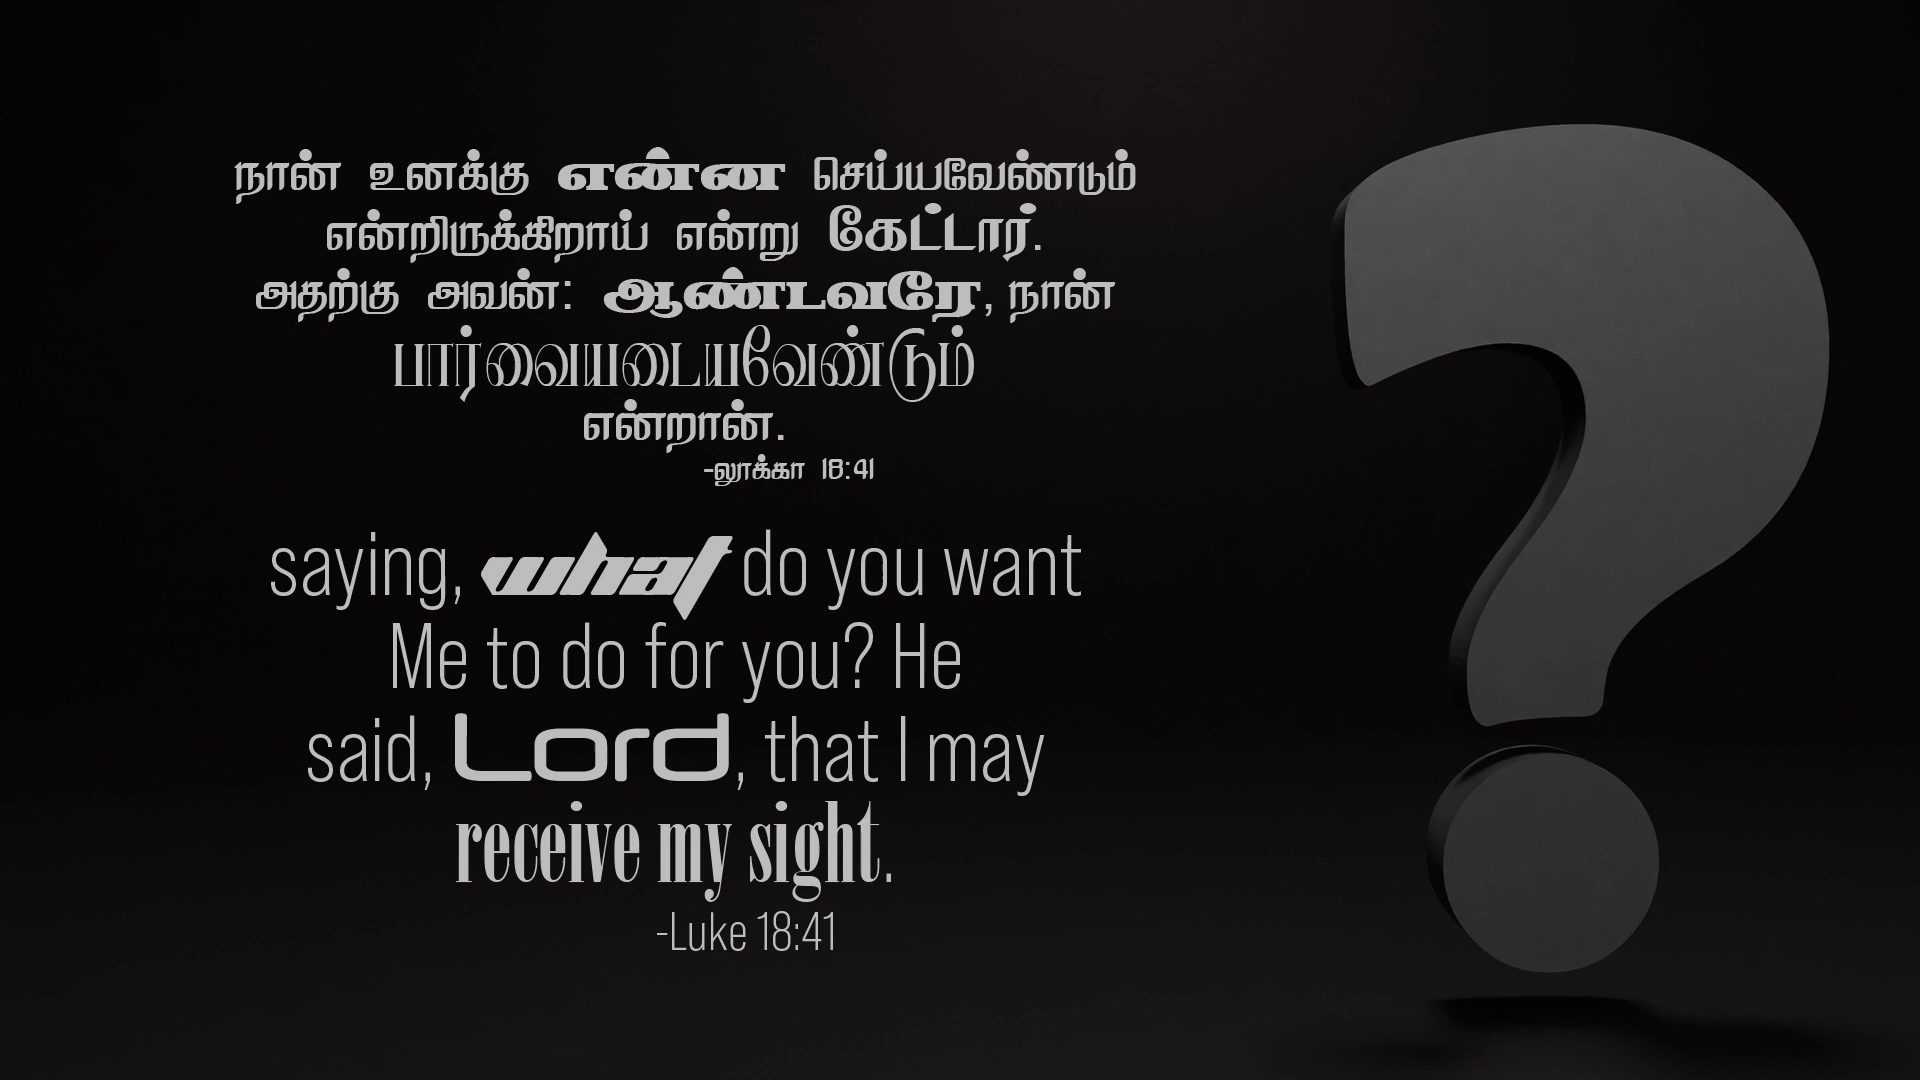 நான் உனக்கு என்ன செய்யவேண்டும்
என்றிருக்கிறாய் என்று கேட்டார்.
அதற்கு அவன்: ஆண்டவரே, நான்
பார்வையடையவேண்டும்
என்றான்.
-லூக்கா 18:41
saying, what do you want
Me to do for you? He
said, Lord, that I may
receive my sight.
-Luke 18:41